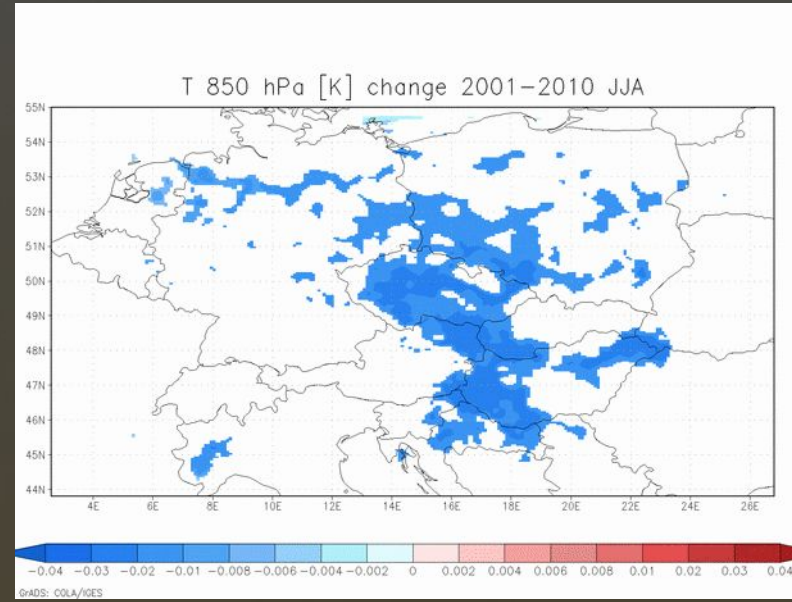 T 850 hPa [K] change 2001-2010 JJA
55N
54N
53N
52N
51N
50N
49N
48N
47N
46N
45N
44N
4E 6E 8E 10E 12E 14E 16E 18E 20E 22E 24E 26E
-0.04 -0.03 -0.02 -0.01 -0.008 -0.006 -0.004 -0.002 0 0.002 0.004 0.006 0.008 0.01 0.02 0.03 0.04
GrADS: COLA/IGES